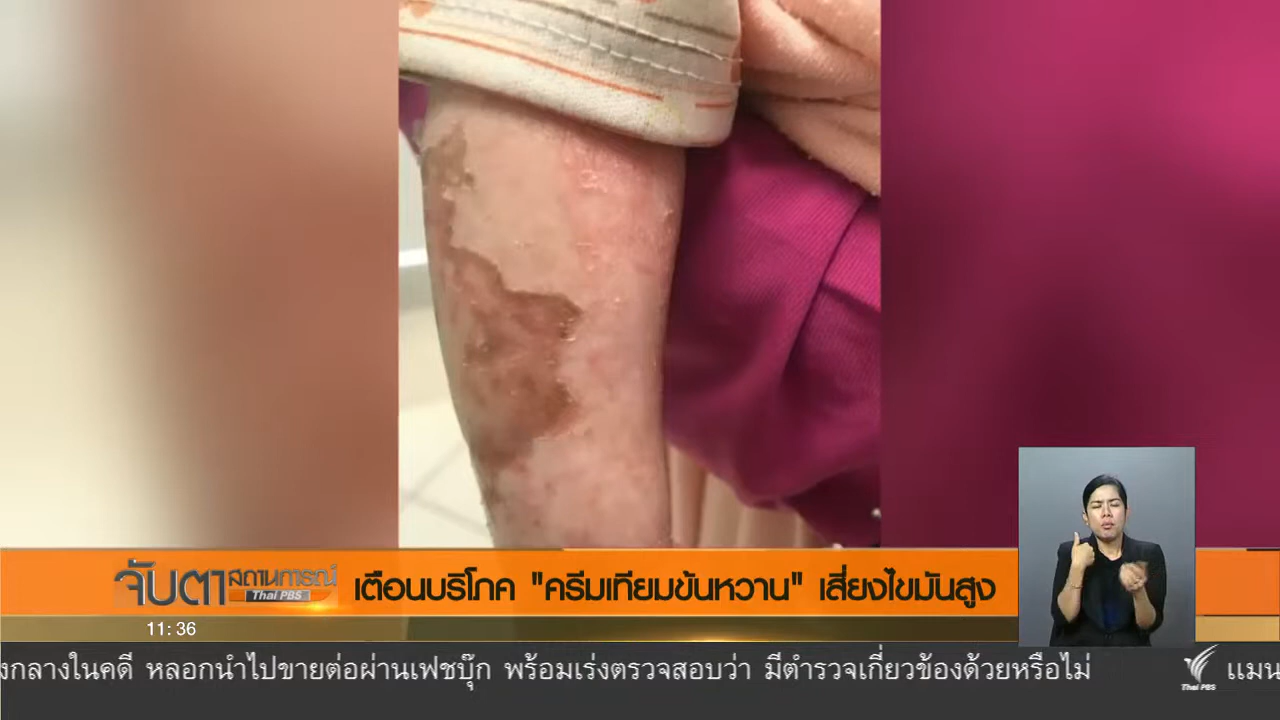 จับตา
สถานการณ์
Thai PBS
เตือนบริโภค "ครีมเทียมข้นหวาน" เสี่ยงไขมันสูง
11:36
งกลางในคดี หลอกนำไปขายต่อผ่านเฟซบุ๊ก พร้อมเร่งตรวจสอบว่า มีตำรวจเกี่ยวข้องด้วยหรือไม่
Thai PBS
แมน